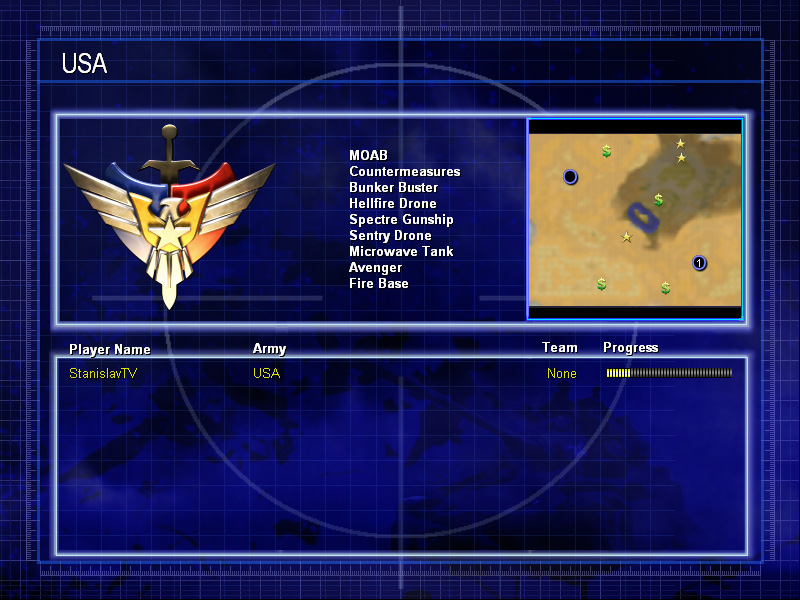 USA
MOAB
Countermeasures
Bunker Buster
Hellfire Drone
Spectre Gunship
Sentry Drone
Microwave Tank
Avenger
Fire Base
$
$
1
$ $
Player Name Army Team Progress
StanislavTV USA None